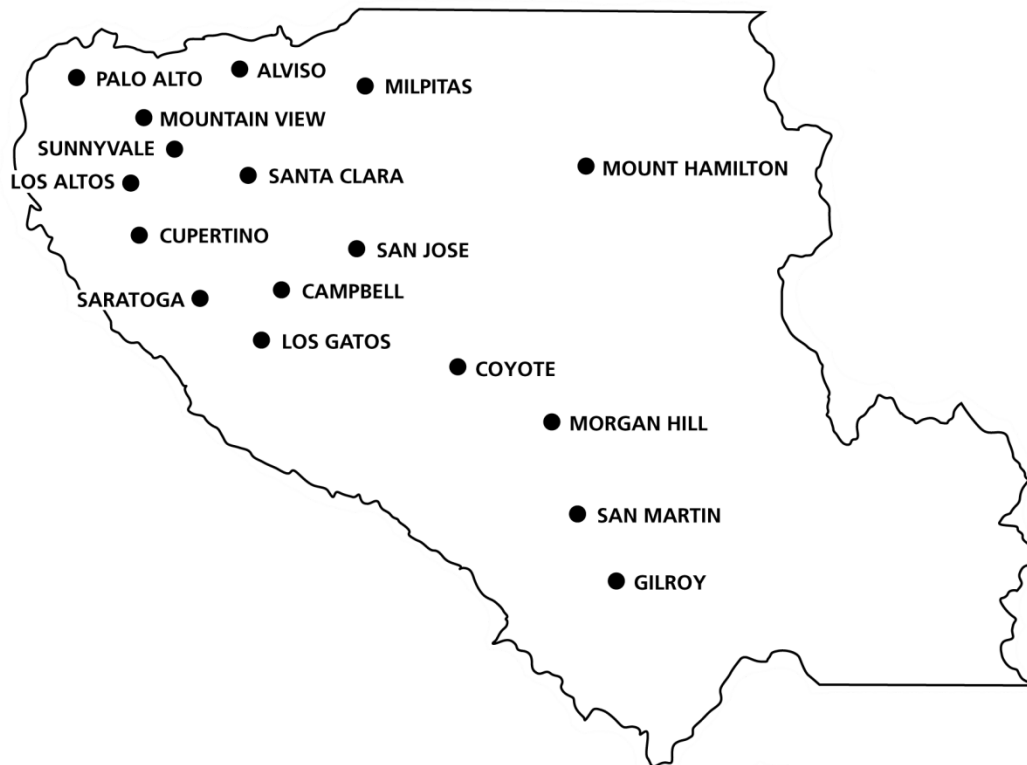 PALO ALTO
ALVISO
MILPITAS
MOUNTAIN VIEW
SUNNYVALE
MOUNT HAMILTON
LOS ALTOS
SANTA CLARA
CUPERTINO
SAN JOSE
SARATOGA
CAMPBELL
LOS GATOS
COYOTE
MORGAN HILL
SAN MARTIN
GILROY